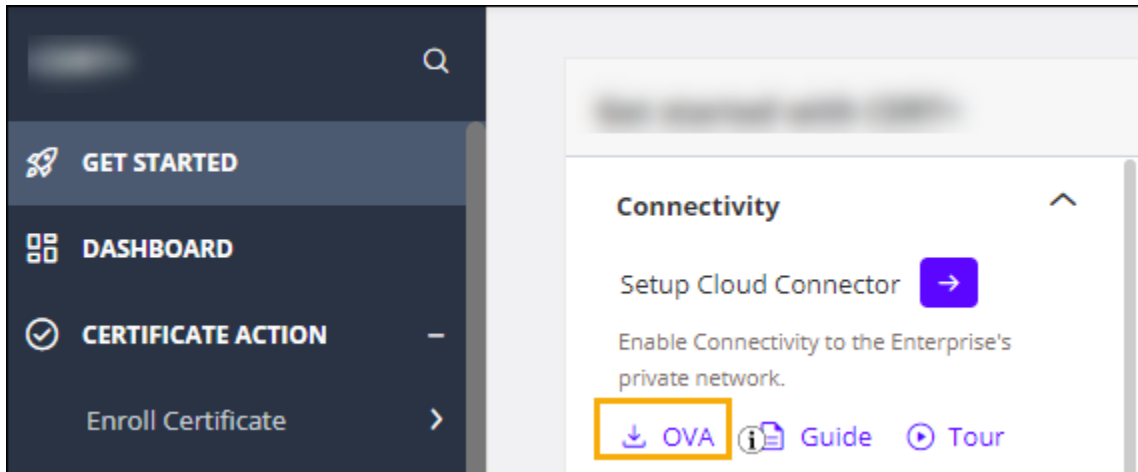 GET STARTED
DASHBOARD
CERTIFICATE ACTION
Enroll Certificate
Connectivity
Setup Cloud Connector
Enable Connectivity to the Enterprise's
private network.
OVA Guide Tour